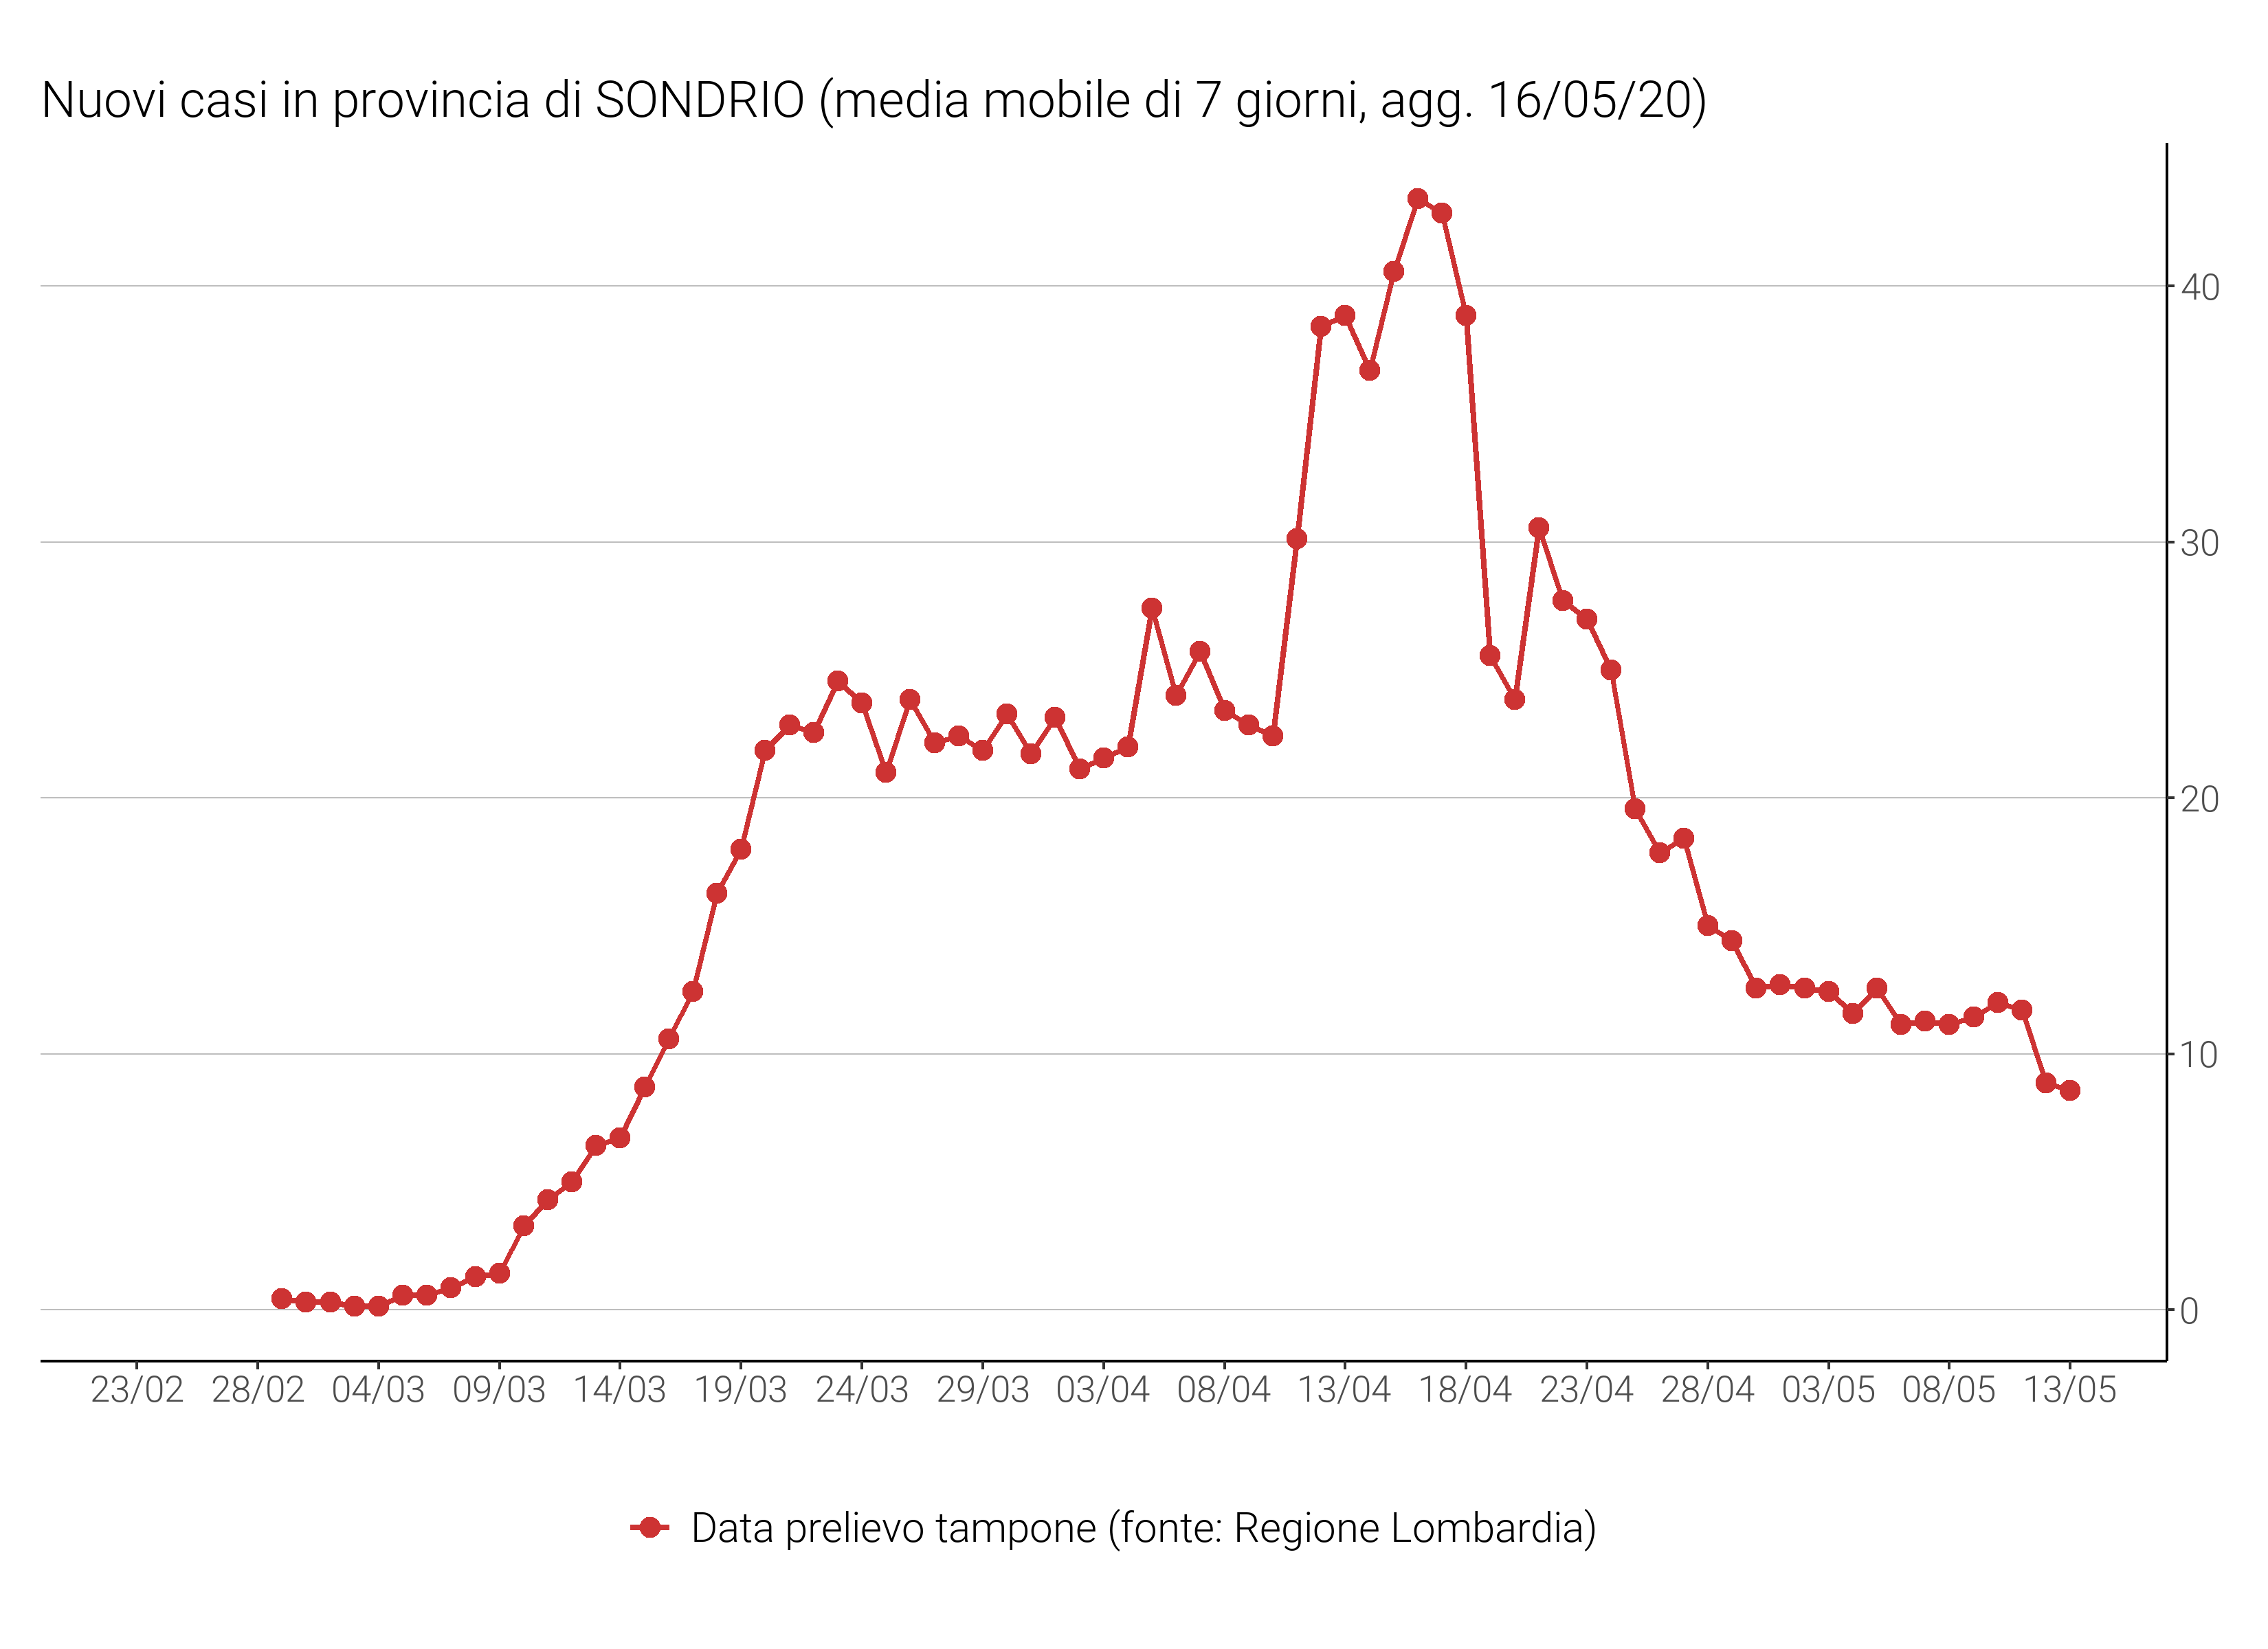 Nuovi casi in provincia di SONDRIO (media mobile di 7 giorni, agg. 16/05/20)
40
30
20
10
0
23/02 28/02 04/03 09/03 14/03 19/03 24/03 29/03 03/04 08/04 13/04 18/04 23/04 28/04 03/05 08/05 13/05
Data prelievo tampone (fonte: Regione Lombardia)